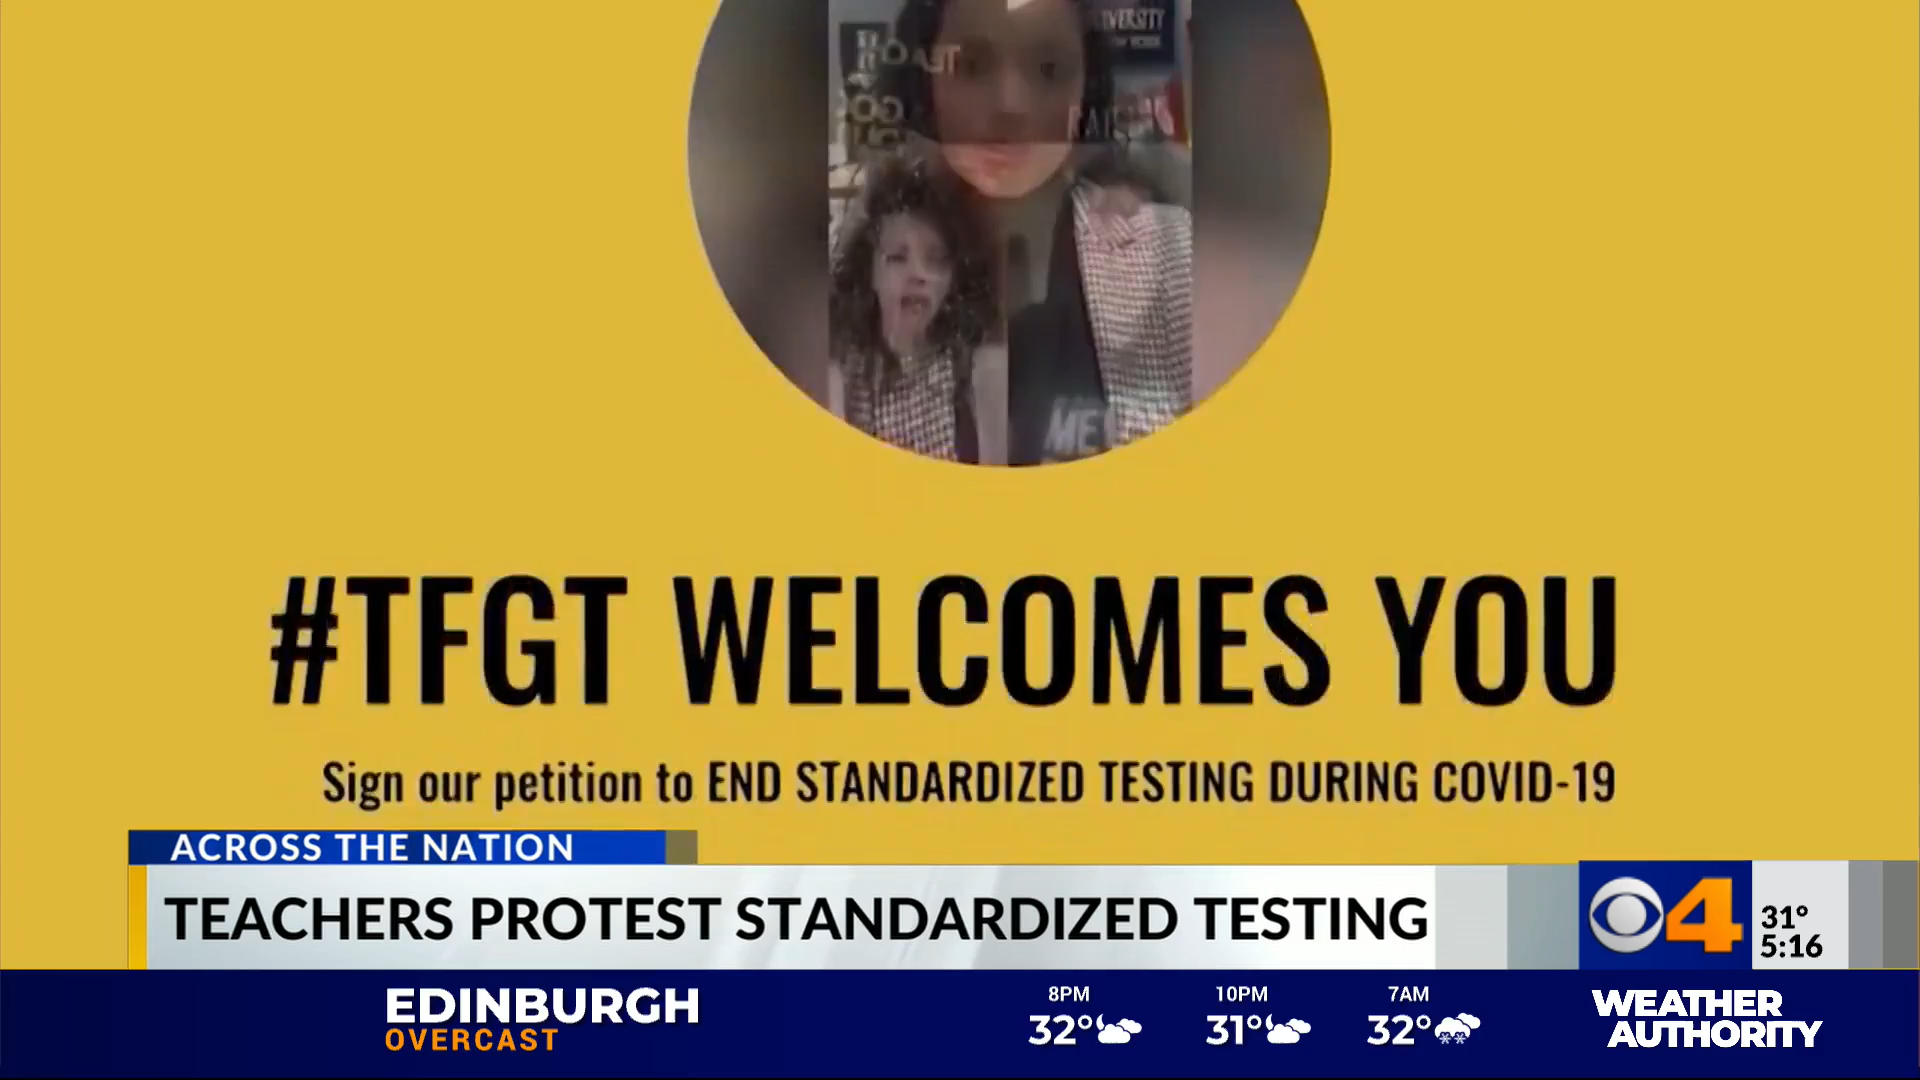 #TFGT WELCOMES YOU
Sign our petition to END STANDARDIZED TESTING DURING COVID-19
ACROSS THE NATION
TEACHERS PROTEST STANDARDIZED TESTING
4
31°
5:16
EDINBURGH
OVERCAST
8PM
32°
10PM
31°
7AM
32°
WEATHER
AUTHORITY